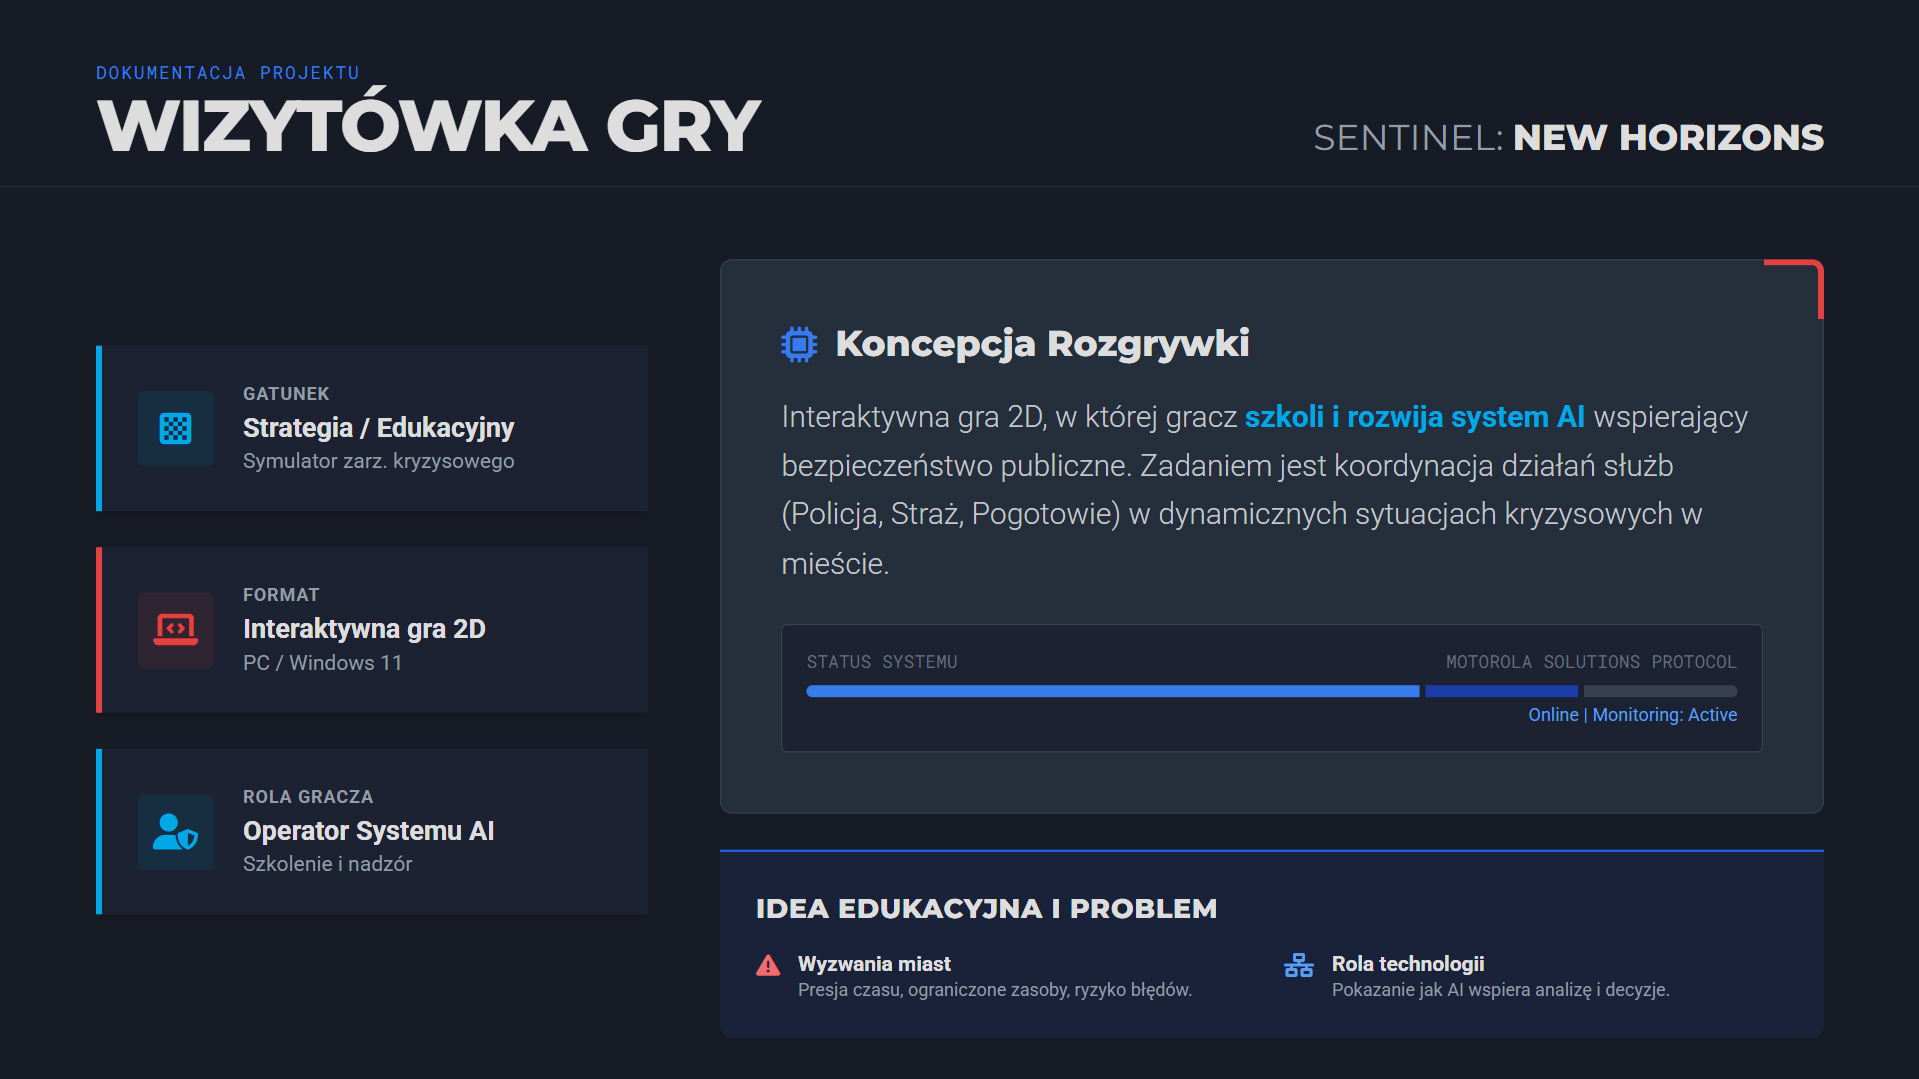 DOKUMENTACJA PROJEKTU
WIZYTÓWKA GRY
SENTINEL: NEW HORIZONS
GATUNEK
Strategia / Edukacyjny
Symulator zarz. kryzysowego
FORMAT
Interaktywna gra 2D
PC / Windows 11
ROLA GRACZA
Operator Systemu AI
Szkolenie i nadzór
Koncepcja Rozgrywki
Interaktywna gra 2D, w której gracz szkoli i rozwija system AI wspierający
bezpieczeństwo publiczne. Zadaniem jest koordynacja działań służb
(Policja, Straż, Pogotowie) w dynamicznych sytuacjach kryzysowych w
mieście.
STATUS SYSTEMU
MOTOROLA SOLUTIONS PROTOCOL
Online | Monitoring: Active
IDEA EDUKACYJNA I PROBLEM
Wyzwania miast
Presja czasu, ograniczone zasoby, ryzyko błędów.
Rola technologii
Pokazanie jak AI wspiera analizę i decyzje.